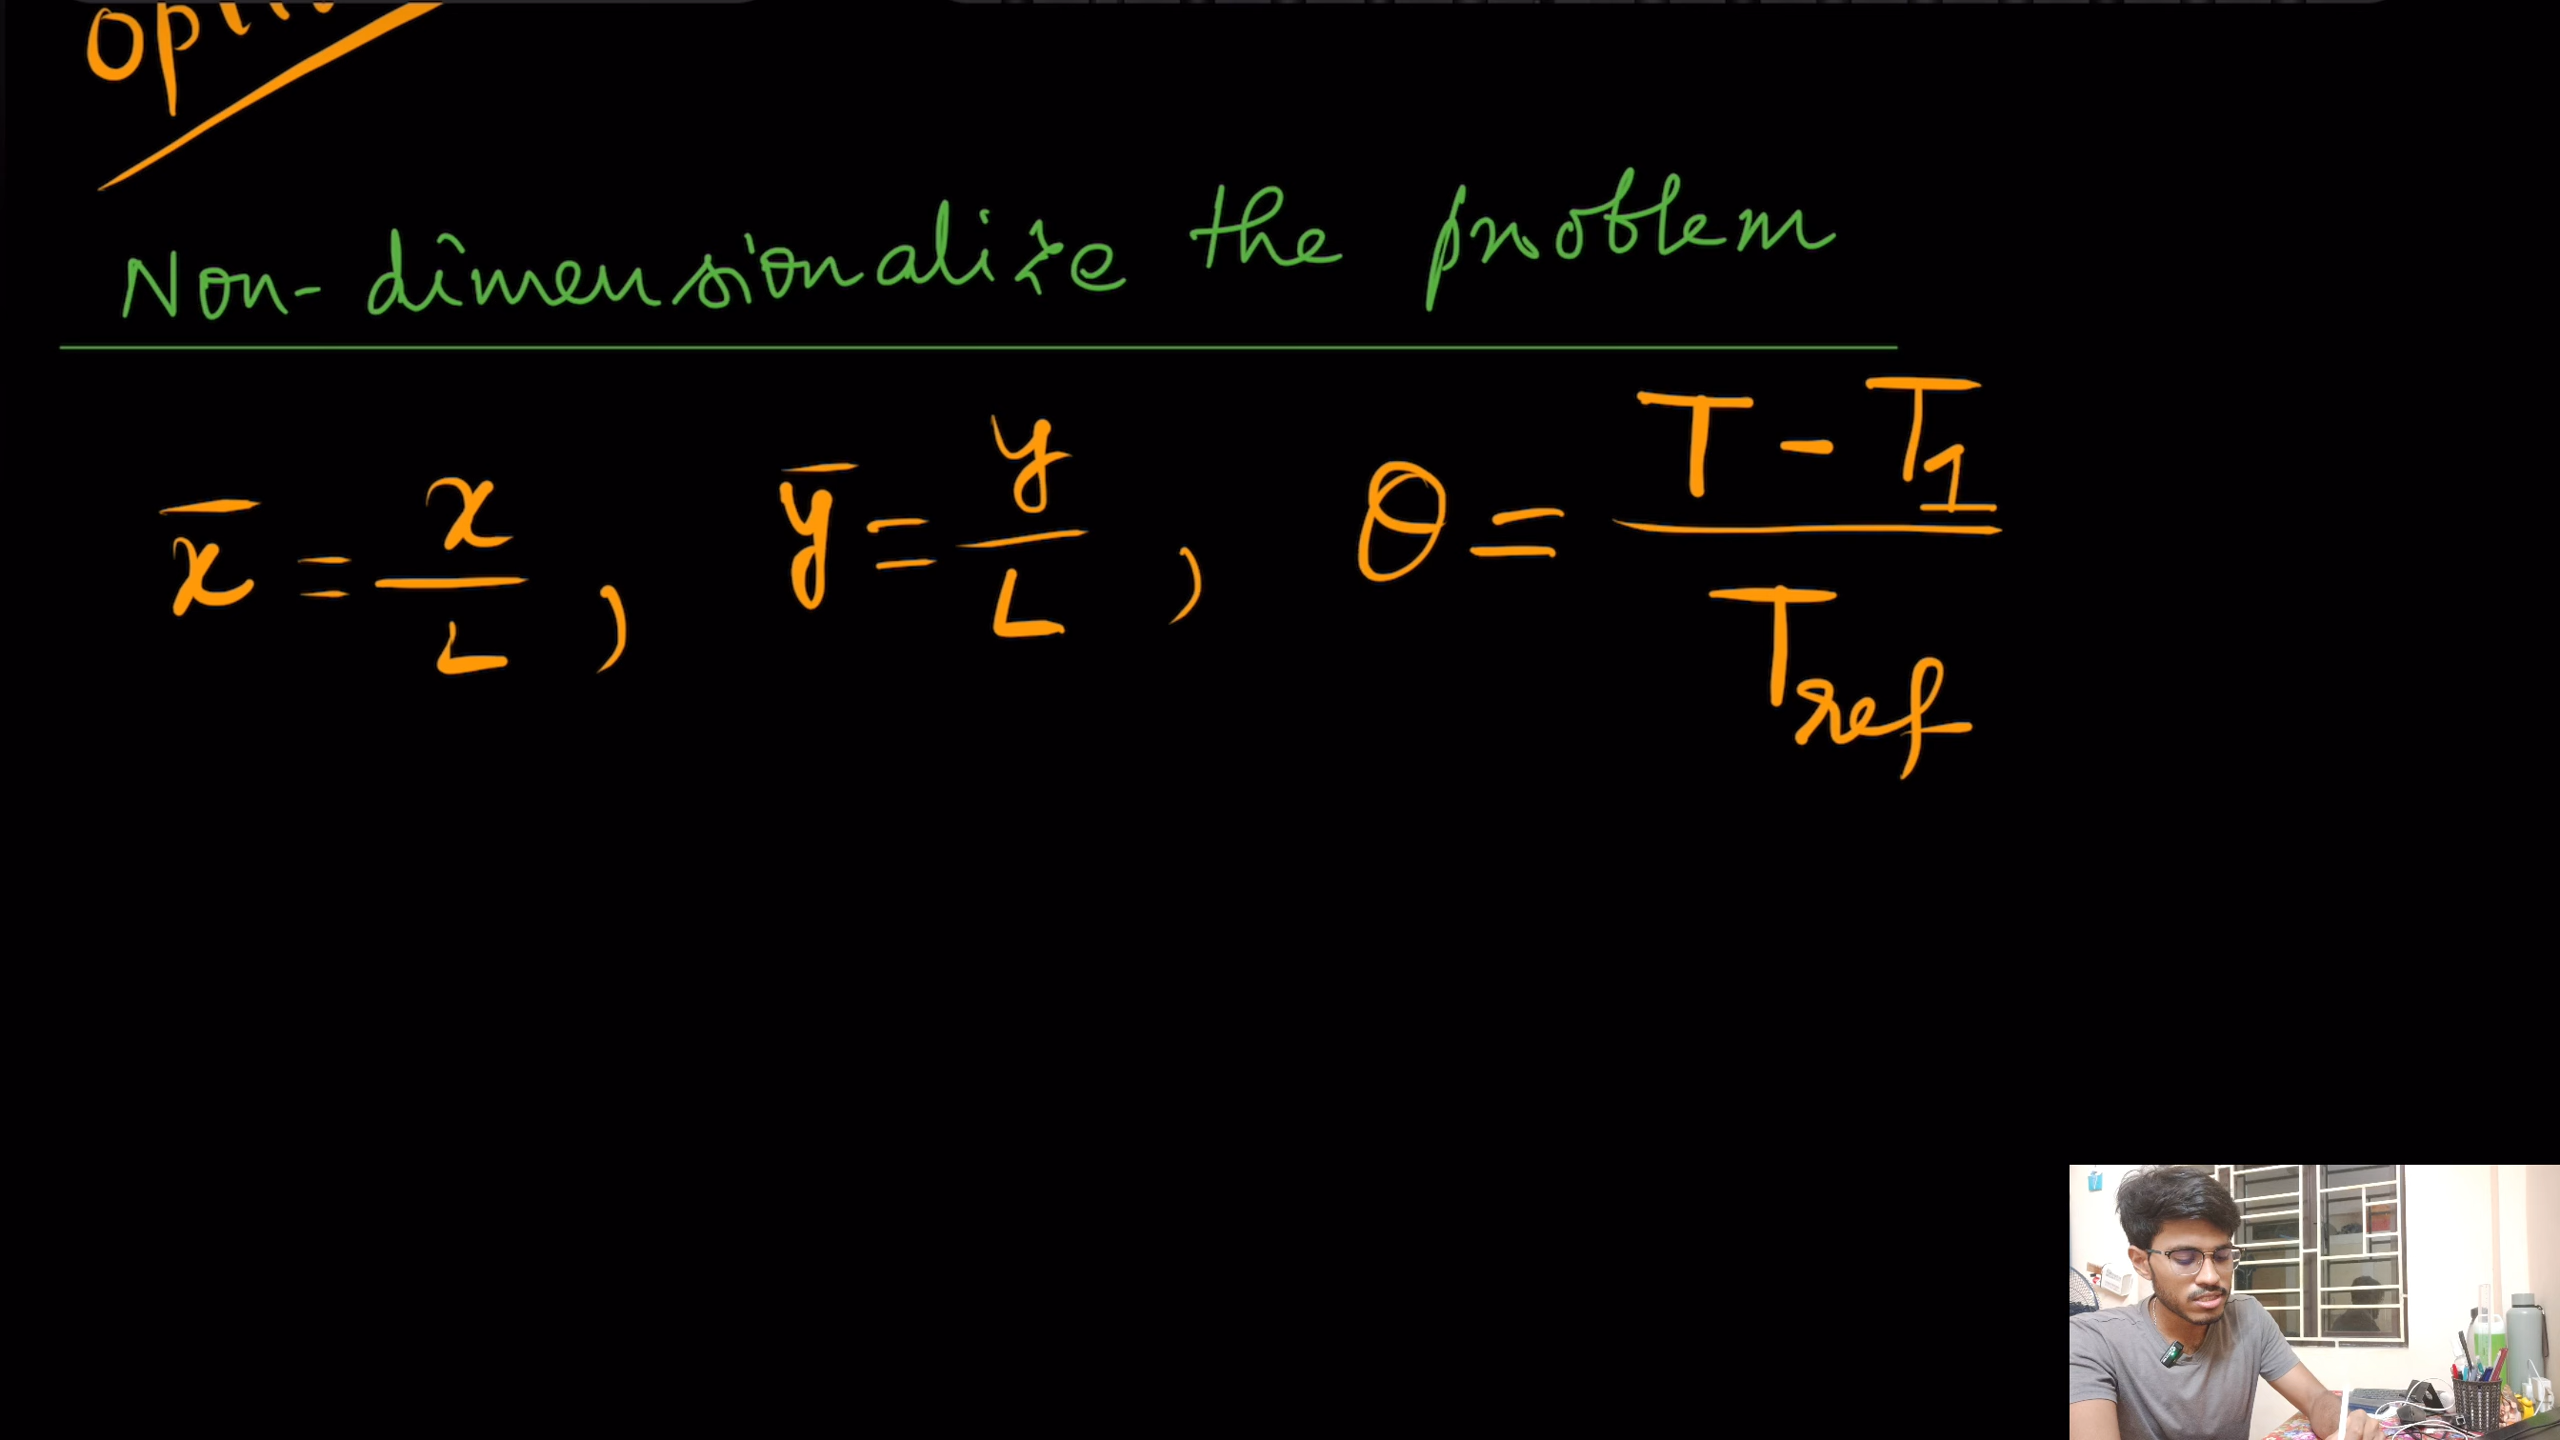 Non-dimensionalize the problem
x̄ = x/L , ȳ = y/L , θ = (T - T₁)/T_ref